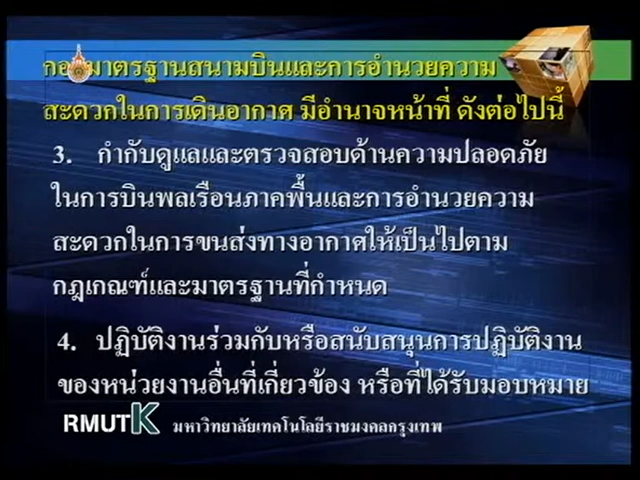 กองมาตรฐานสนามบินและการอำนวยความ
สะดวกในการเดินอากาศ มีอำนาจหน้าที่ ดังต่อไปนี้
3. กำกับดูแลและตรวจสอบด้านความปลอดภัย
ในการบินพลเรือนภาคพื้นและการอำนวยความ
สะดวกในการขนส่งทางอากาศให้เป็นไปตาม
กฎเกณฑ์และมาตรฐานที่กำหนด
4. ปฏิบัติงานร่วมกับหรือสนับสนุนการปฏิบัติงาน
ของหน่วยงานอื่นที่เกี่ยวข้อง หรือที่ได้รับมอบหมาย
RMUTK มหาวิทยาลัยเทคโนโลยีราชมงคลกรุงเทพ